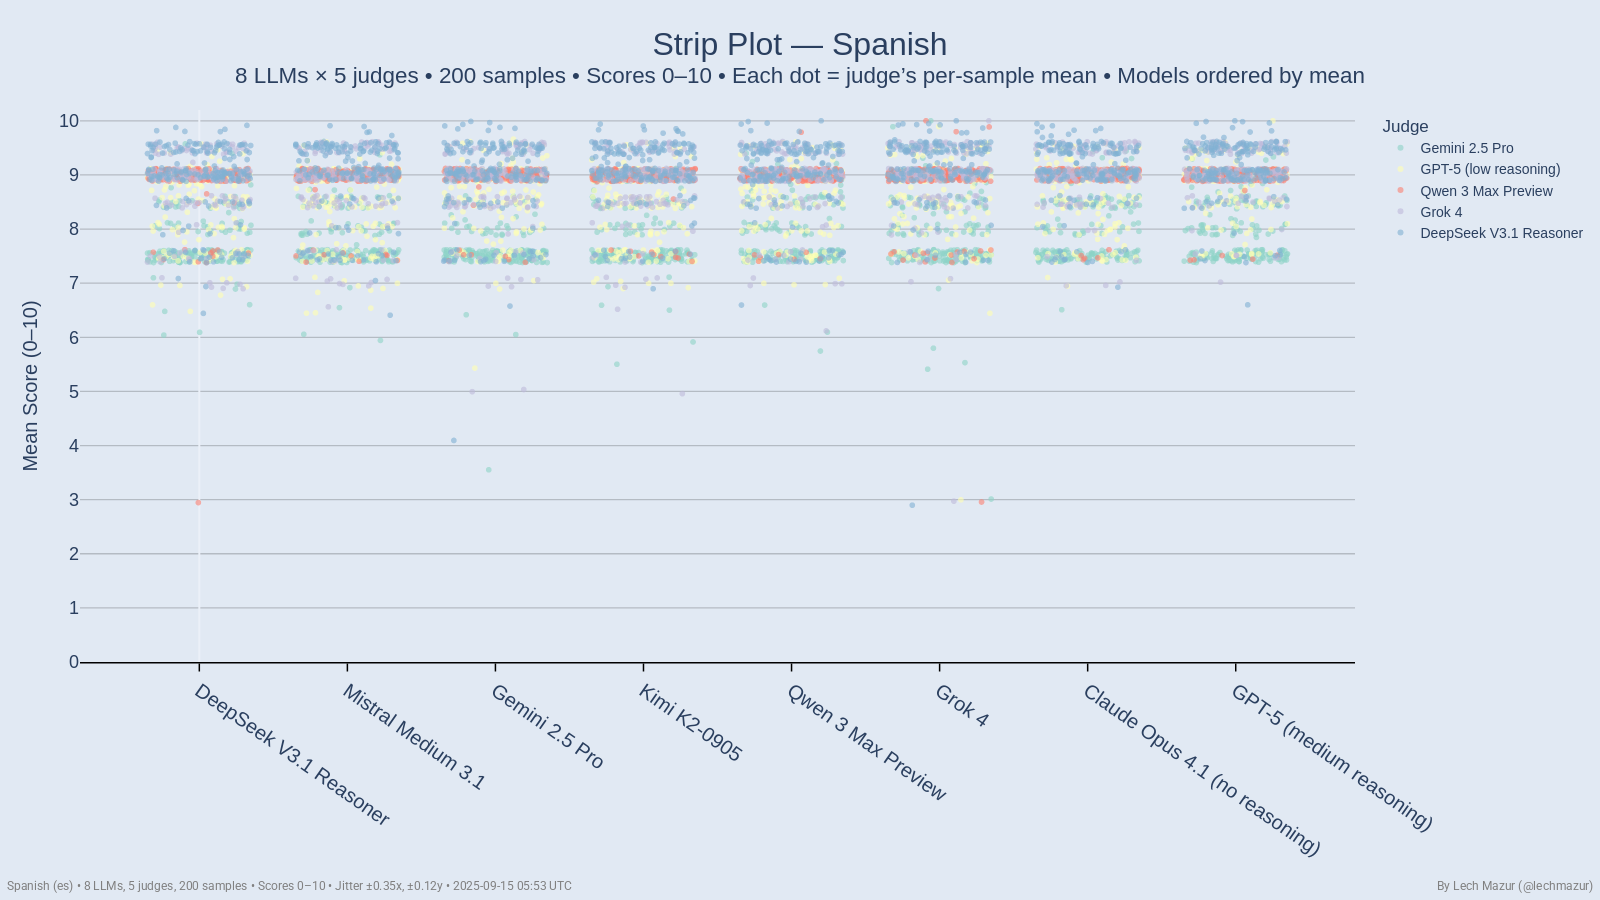 Strip Plot — Spanish
8 LLMs × 5 judges • 200 samples • Scores 0–10 • Each dot = judge’s per-sample mean • Models ordered by mean
Judge
Gemini 2.5 Pro
GPT-5 (low reasoning)
Qwen 3 Max Preview
Grok 4
DeepSeek V3.1 Reasoner
Mean Score (0–10)
10
9
8
7
6
5
4
3
2
1
0
DeepSeek V3.1 Reasoner
Mistral Medium 3.1
Gemini 2.5 Pro
Kimi K2-0905
Qwen 3 Max Preview
Grok 4
Claude Opus 4.1 (no reasoning)
GPT-5 (medium reasoning)
Spanish (es) • 8 LLMs, 5 judges, 200 samples • Scores 0–10 • Jitter ±0.35x, ±0.12y • 2025-09-15 05:53 UTC
By Lech Mazur (@lechmazur)